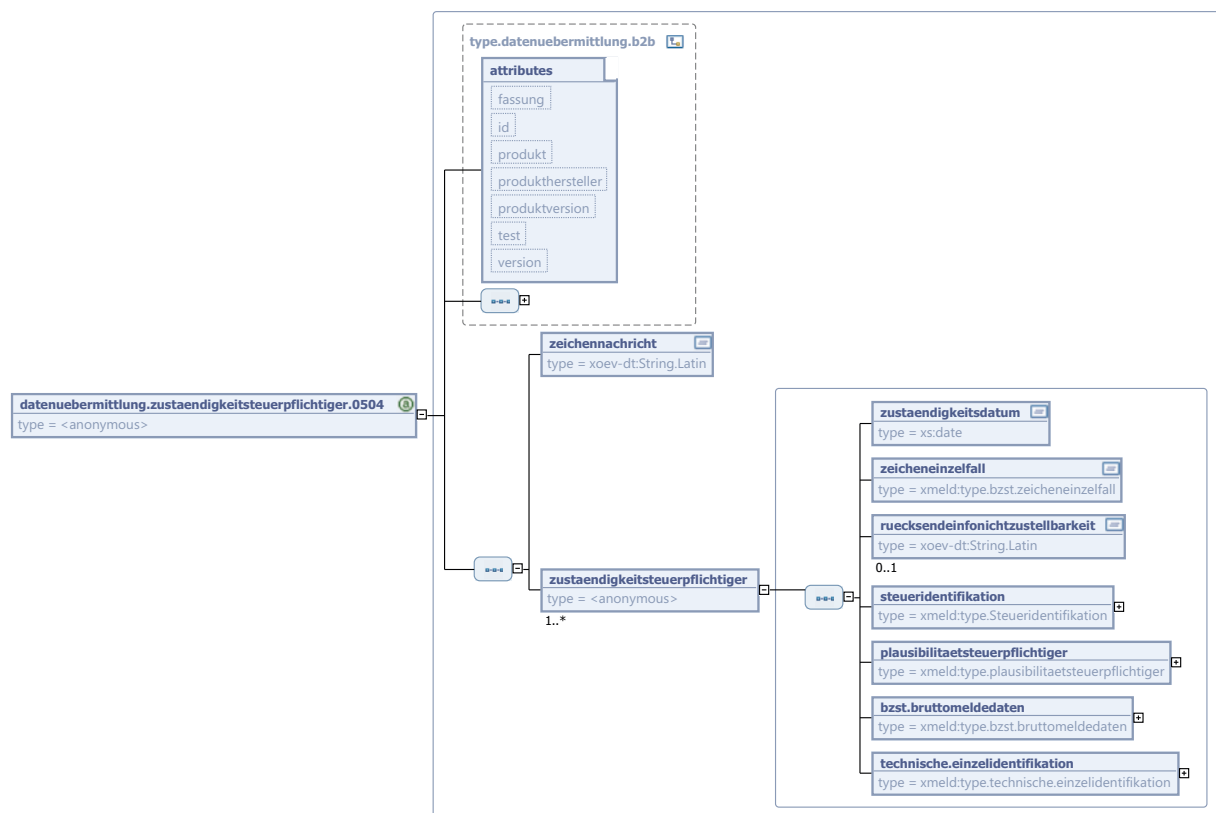 type.datenuebermittlung.b2b
attributes
fassung
id
produkt
produkthersteller
produktversion
test
version
zeichennachricht
type = xoev-dt:String.Latin
datenuebermittlung.zustaendigkeitsteuerpflichtiger.0504
type = <anonymous>
zustaendigkeitsteuerpflichtiger
type = <anonymous>
1..*
zustaendigkeitsdatum
type = xs:date
zeicheneinzelfall
type = xmeld:type.bzst.zeicheneinzelfall
ruecksendeinfonichtzustellbarkeit
type = xoev-dt:String.Latin
0..1
steueridentifikation
type = xmeld:type.Steueridentifikation
plausibilitaetsteuerpflichtiger
type = xmeld:type.plausibilitaetsteuerpflichtiger
bzst.bruttomeldedaten
type = xmeld:type.bzst.bruttomeldedaten
technische.einzelidentifikation
type = xmeld:type.technische.einzelidentifikation